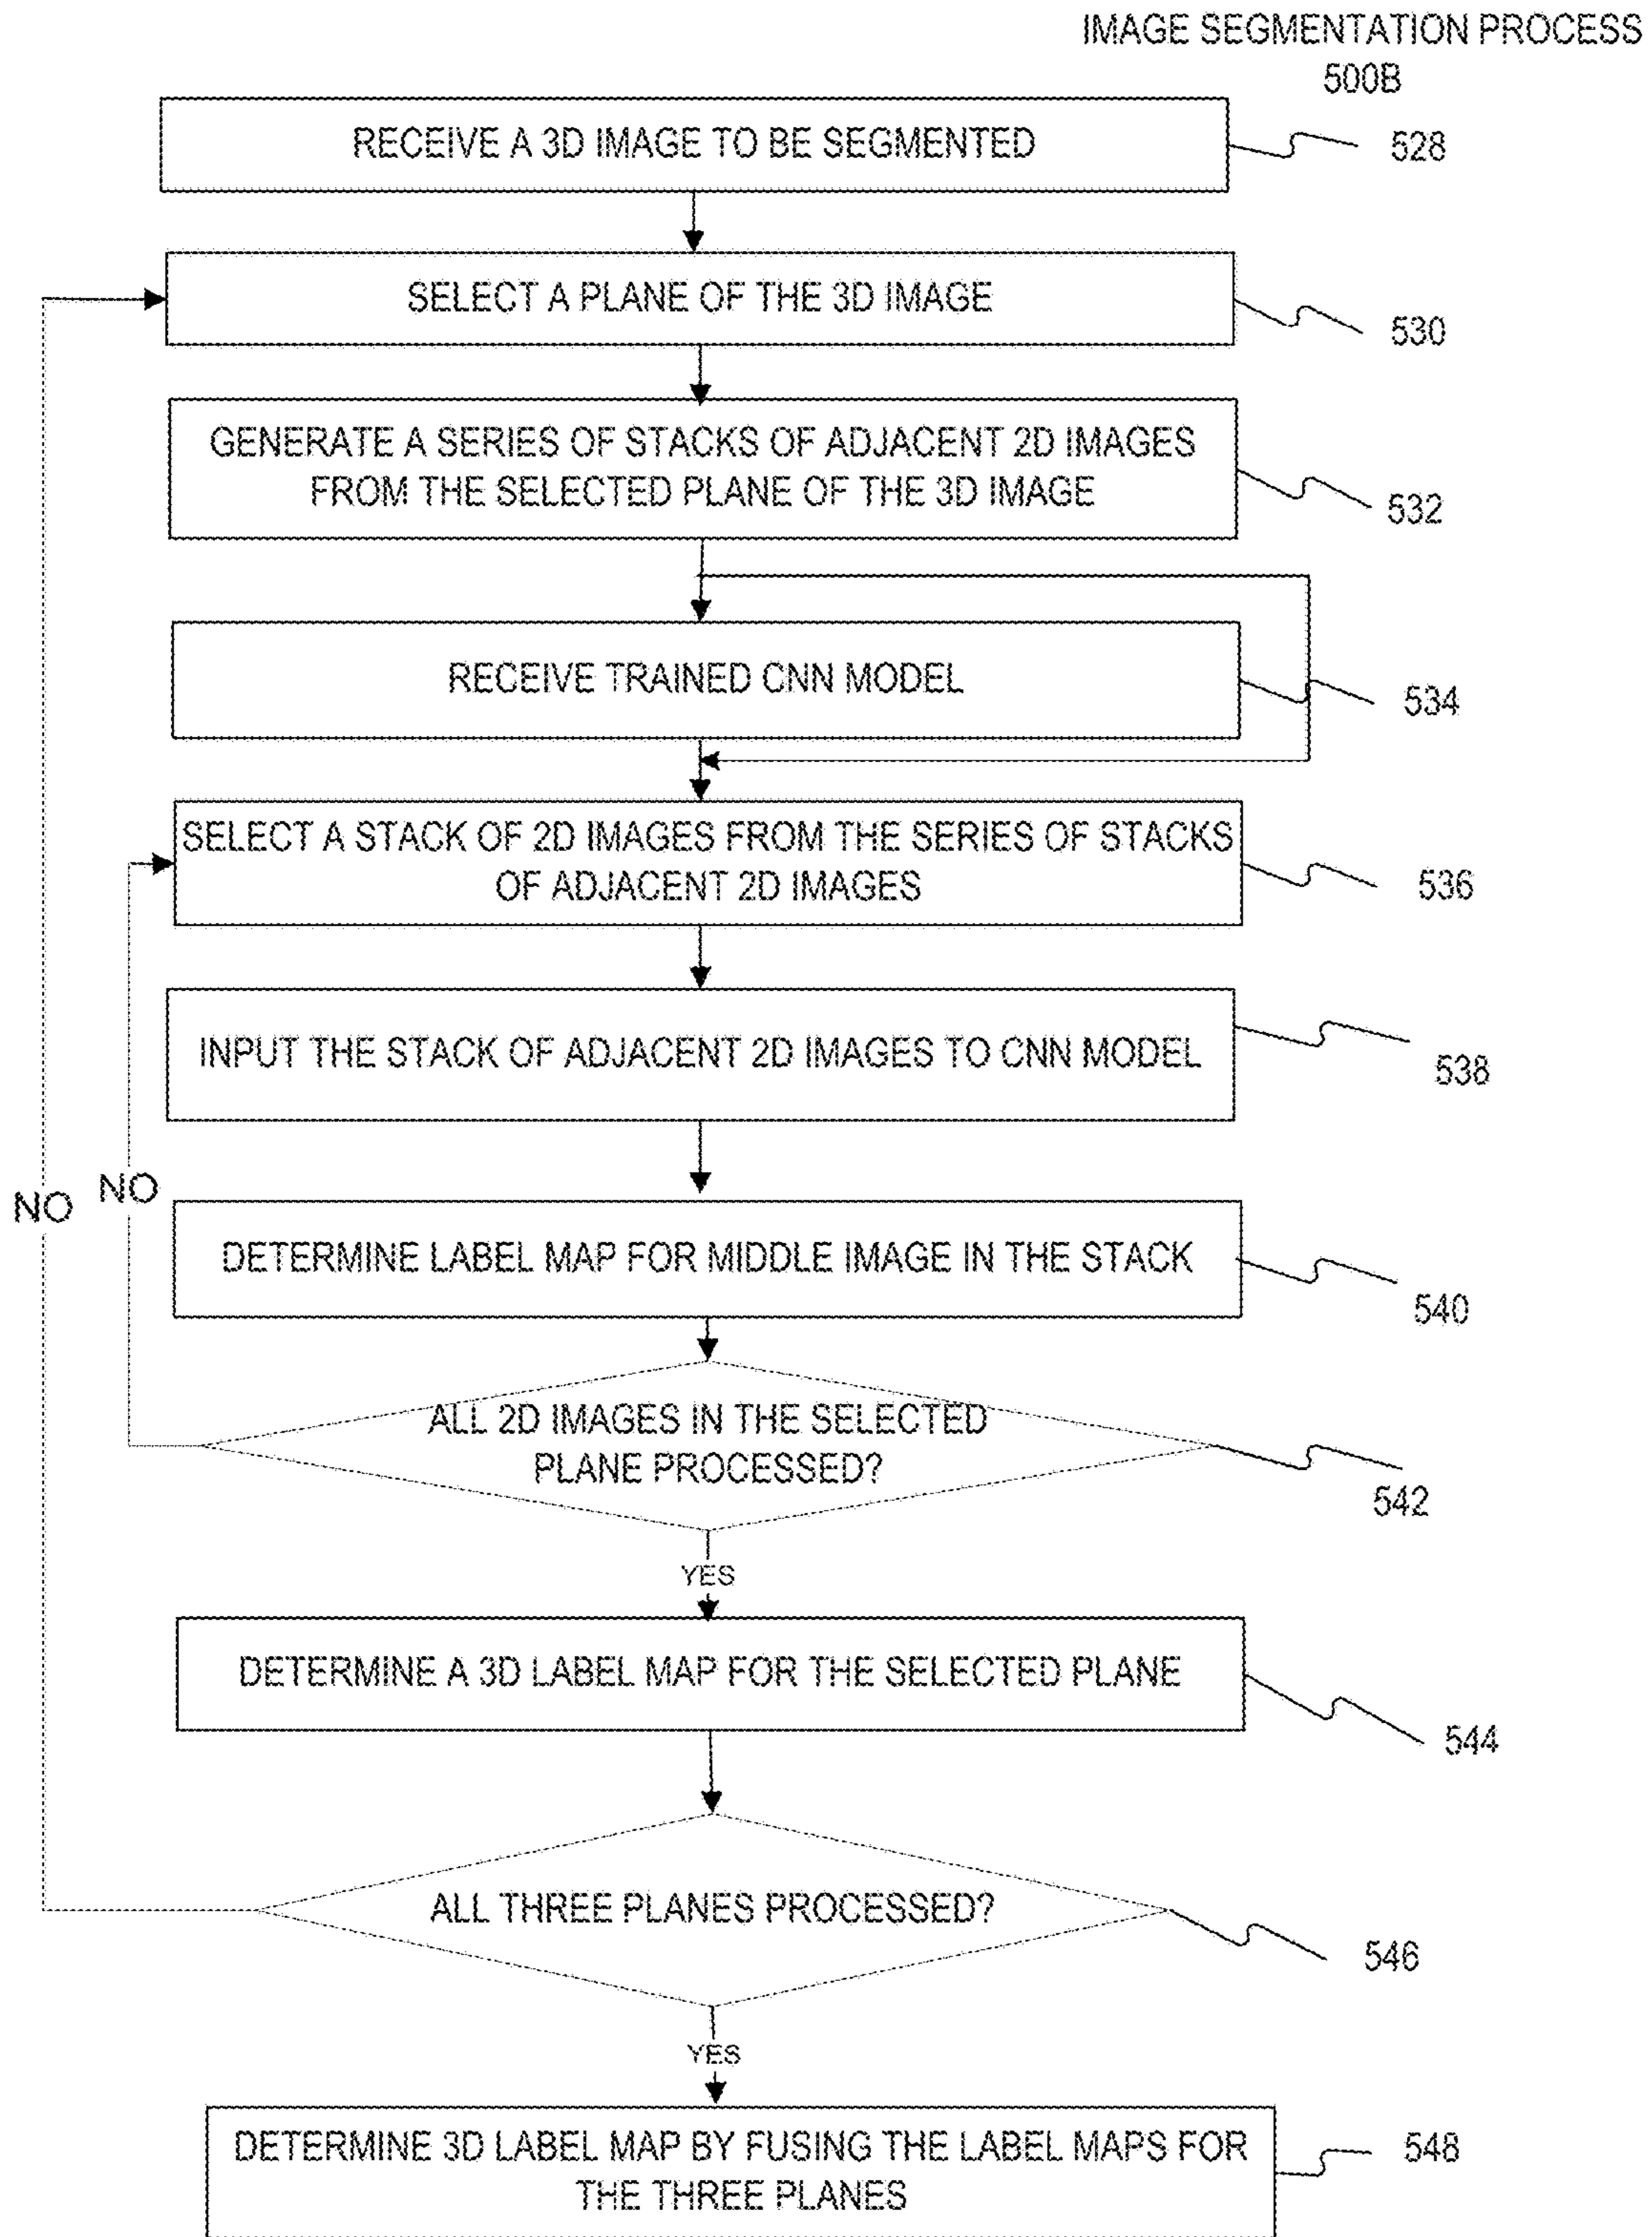 IMAGE SEGMENTATION PROCESS
500B
RECEIVE A 3D IMAGE TO BE SEGMENTED
528
SELECT A PLANE OF THE 3D IMAGE
530
GENERATE A SERIES OF STACKS OF ADJACENT 2D IMAGES
FROM THE SELECTED PLANE OF THE 3D IMAGE
532
RECEIVE TRAINED CNN MODEL
534
SELECT A STACK OF 2D IMAGES FROM THE SERIES OF STACKS
OF ADJACENT 2D IMAGES
536
INPUT THE STACK OF ADJACENT 2D IMAGES TO CNN MODEL
538
NO
NO
DETERMINE LABEL MAP FOR MIDDLE IMAGE IN THE STACK
540
ALL 2D IMAGES IN THE SELECTED
PLANE PROCESSED?
542
YES
DETERMINE A 3D LABEL MAP FOR THE SELECTED PLANE
544
ALL THREE PLANES PROCESSED?
546
YES
DETERMINE 3D LABEL MAP BY FUSING THE LABEL MAPS FOR
THE THREE PLANES
548